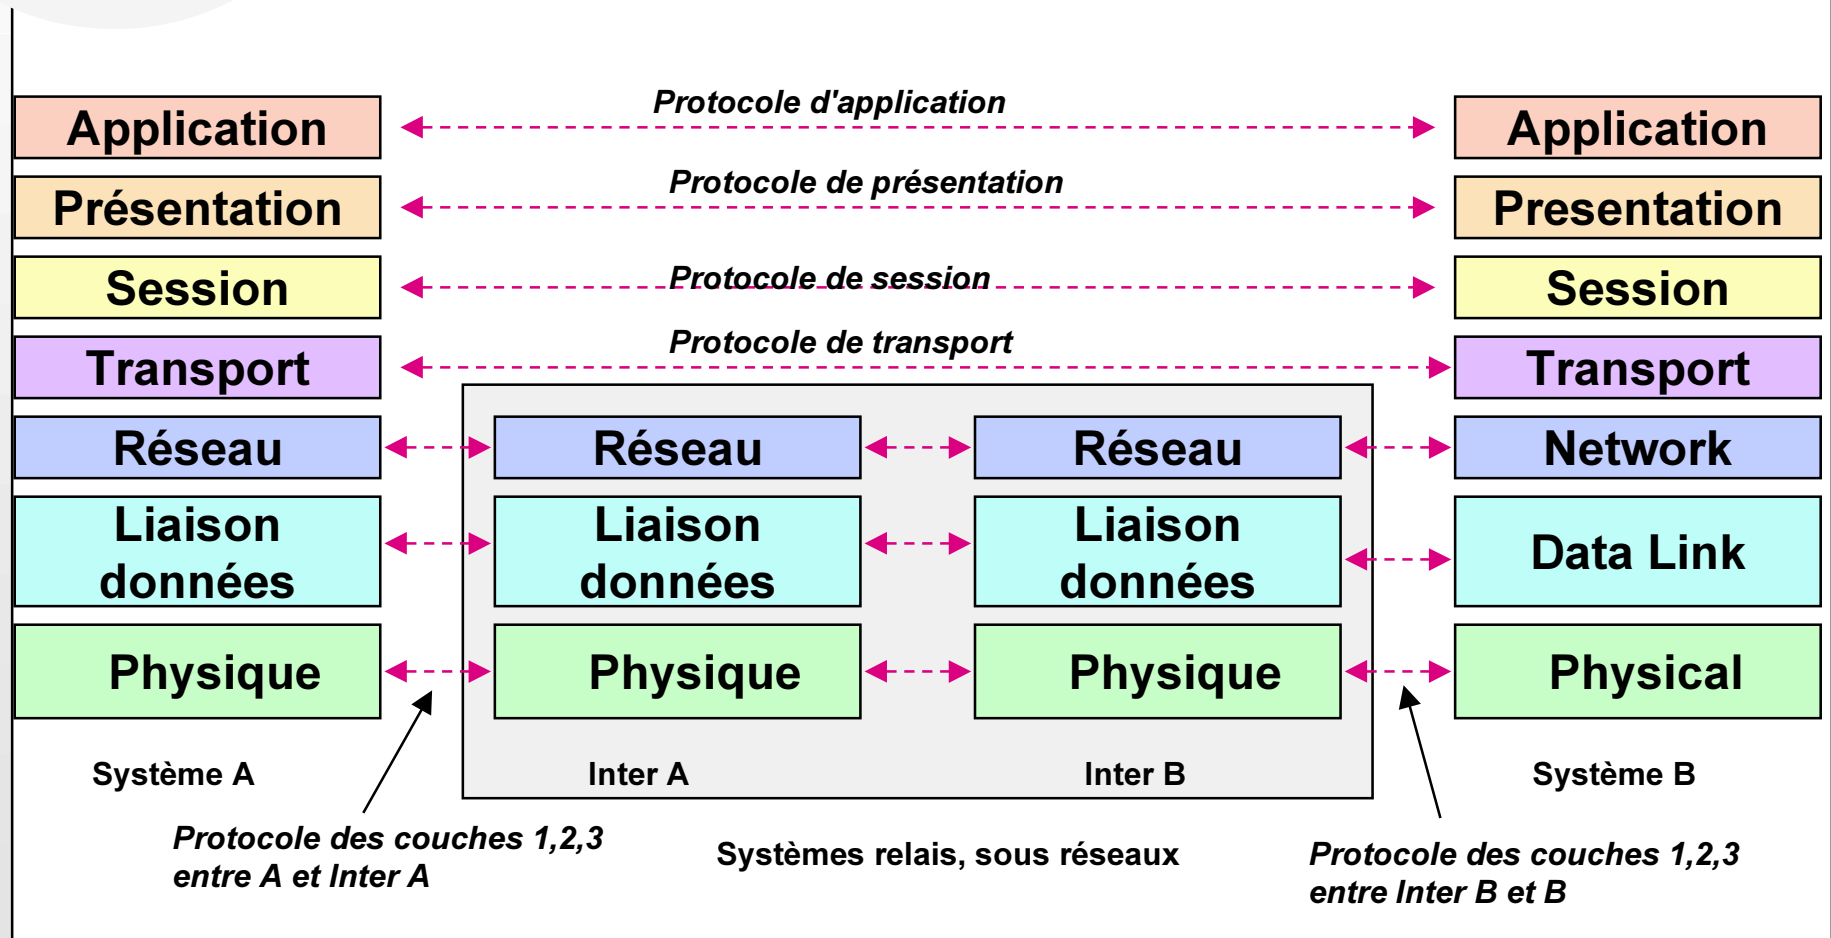 Protocole d'application
Application
Application
Protocole de présentation
Présentation
Presentation
Protocole de session
Session
Session
Protocole de transport
Transport
Transport
Réseau
Réseau
Réseau
Network
Liaison
données
Liaison
données
Liaison
données
Data Link
Physique
Physique
Physique
Physical
Système A
Inter A
Inter B
Système B
Protocole des couches 1,2,3
entre A et Inter A
Systèmes relais, sous réseaux
Protocole des couches 1,2,3
entre Inter B et B